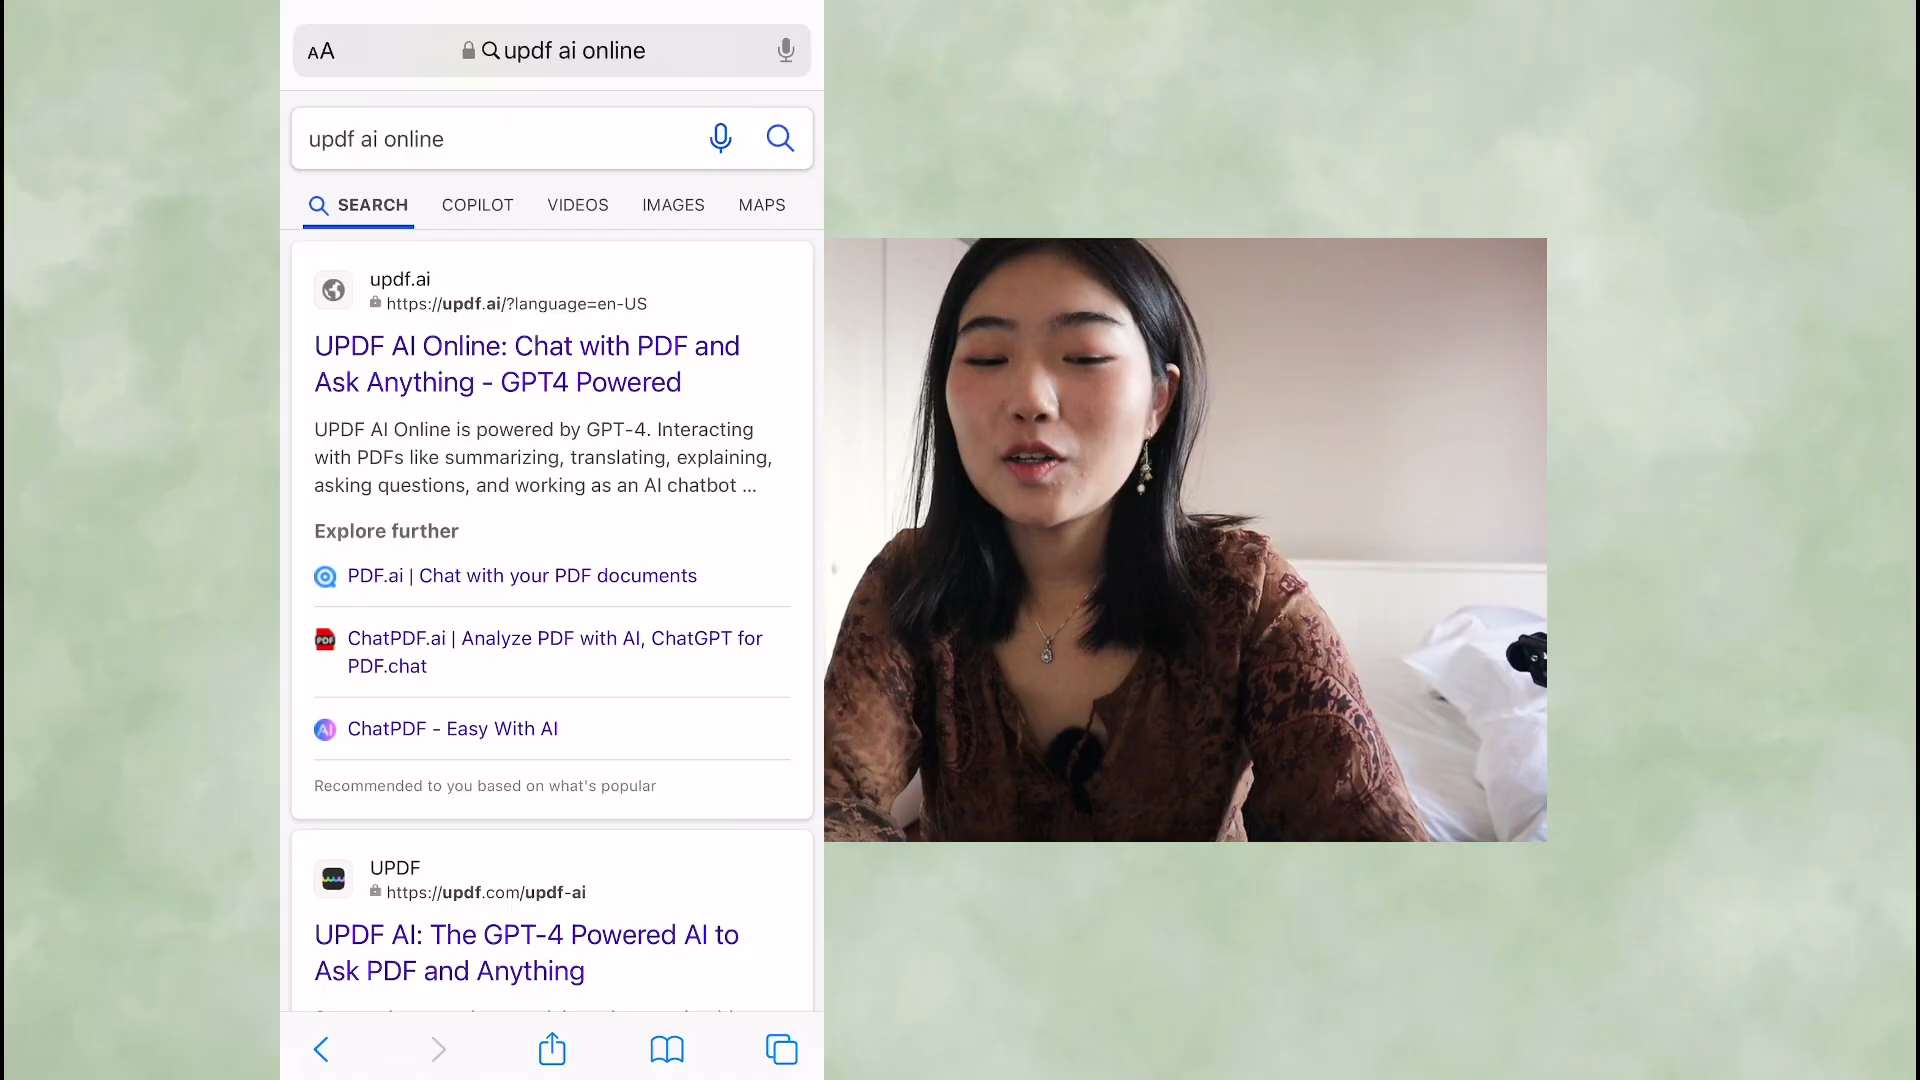 AA updf ai online
updf ai online
SEARCH COPILOT VIDEOS IMAGES MAPS
updf.ai
https://updf.ai/?language=en-US
UPDF AI Online: Chat with PDF and
Ask Anything - GPT4 Powered
UPDF AI Online is powered by GPT-4. Interacting
with PDFs like summarizing, translating, explaining,
asking questions, and working as an AI chatbot ...
Explore further
PDF.ai | Chat with your PDF documents
PDF ChatPDF.ai | Analyze PDF with AI, ChatGPT for
PDF.chat
AI ChatPDF - Easy With AI
Recommended to you based on what's popular
UPDF
https://updf.com/updf-ai
UPDF AI: The GPT-4 Powered AI to
Ask PDF and Anything